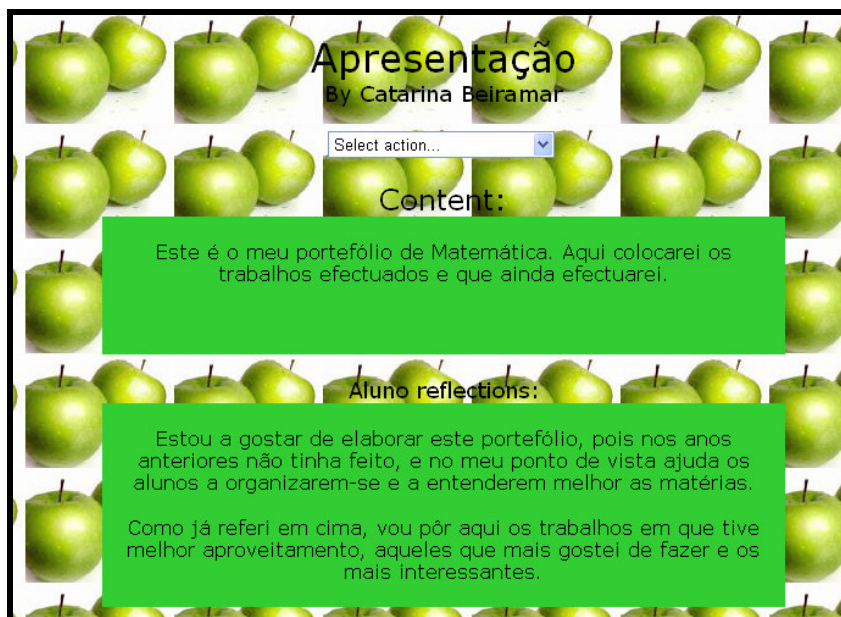 Apresentação
By Catarina Beiramar
Select action...
Content:
Este é o meu portefólio de Matemática. Aqui colocarei os
trabalhos efectuados e que ainda efectuarei.
Aluno reflections:
Estou a gostar de elaborar este portefólio, pois nos anos
anteriores não tinha feito, e no meu ponto de vista ajuda os
alunos a organizarem-se e a entenderem melhor as matérias.
Como já referi em cima, vou pôr aqui os trabalhos em que tive
melhor aproveitamento, aqueles que mais gostei de fazer e os
mais interessantes.